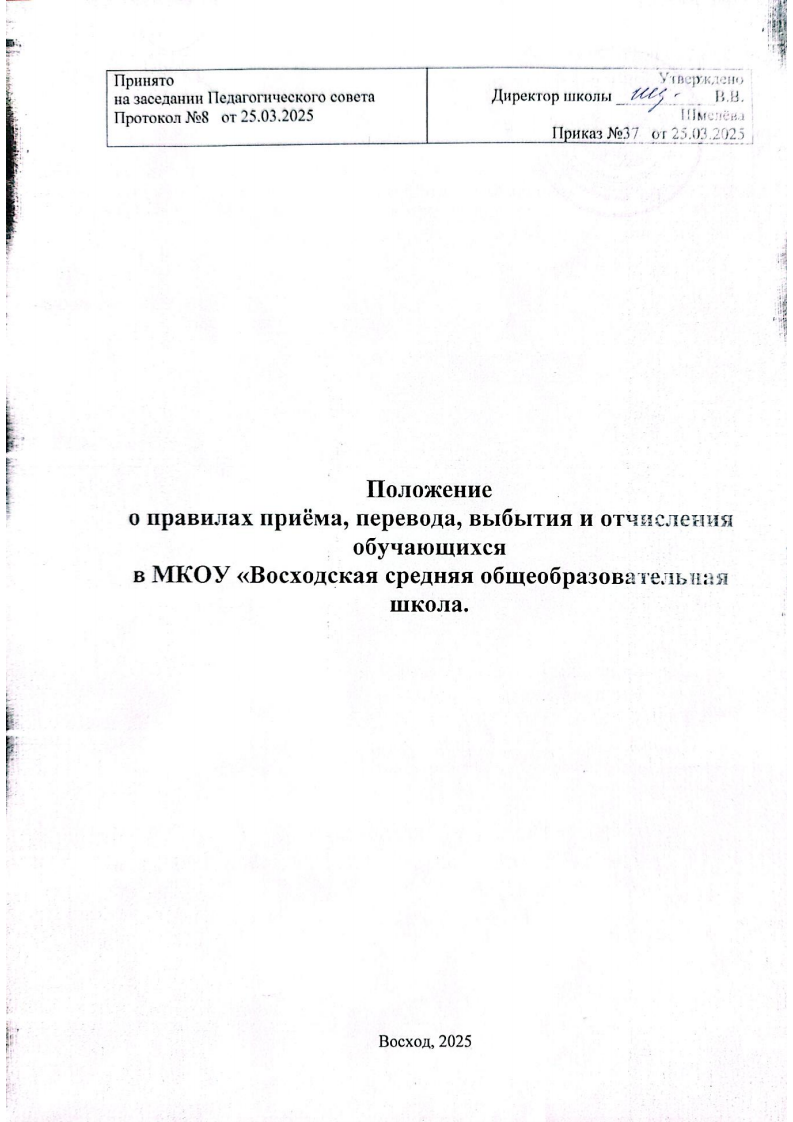 Принято
на заседании Педагогического совета
Протокол №8 от 25.03.2025
Утверждено
Директор школы ____________ В.В.
Шмелёва
Приказ №37 от 25.03.2025
Положение
о правилах приёма, перевода, выбытия и отчисления
обучающихся
в МКОУ «Восходская средняя общеобразовательная
школа.
Восход, 2025